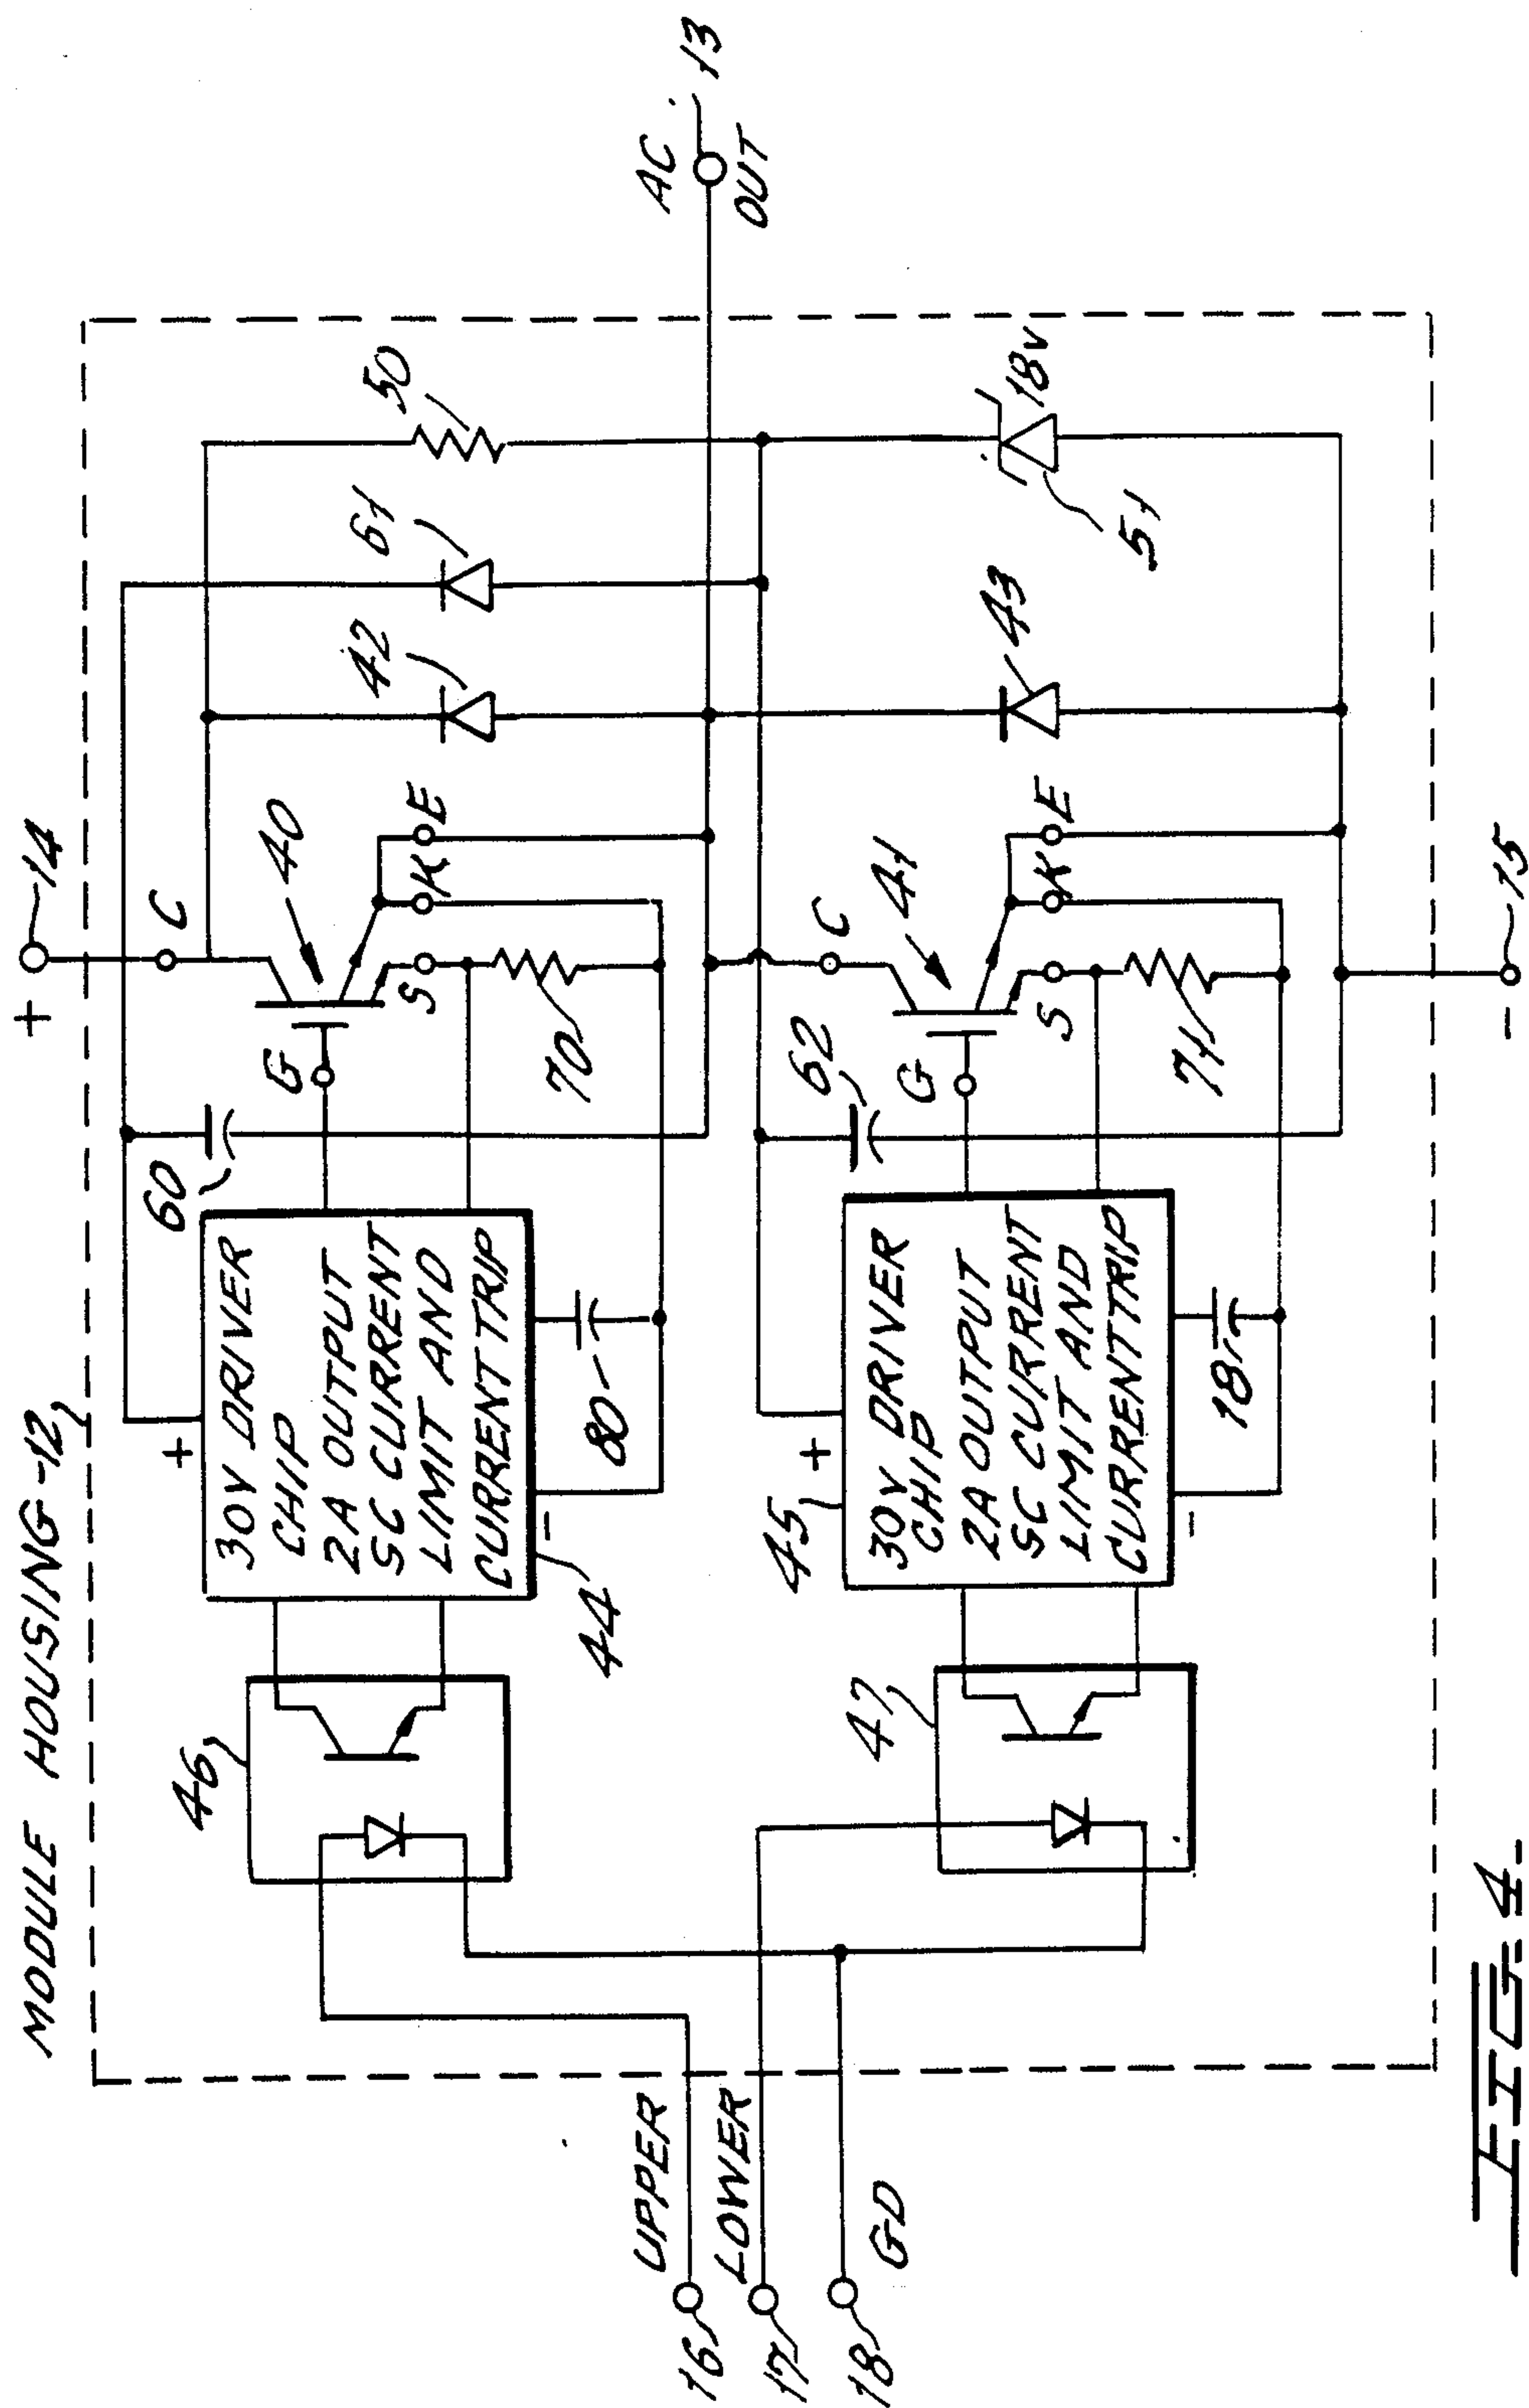 MODULE HOUSING-12
+
14
C
60
40
G
S
K
E
70
42
61
50
+
30V DRIVER
CHIP
2A OUTPUT
SC CURRENT
LIMIT AND
CURRENT TRIP
-
44
80
46
AC
OUT
13
UPPER
16
LOWER
17
GD
18
62
C
41
G
S
K
E
71
43
18V
51
45
+
30V DRIVER
CHIP
2A OUTPUT
SC CURRENT
LIMIT AND
CURRENT TRIP
-
18
47
-
15
FIG. 4.